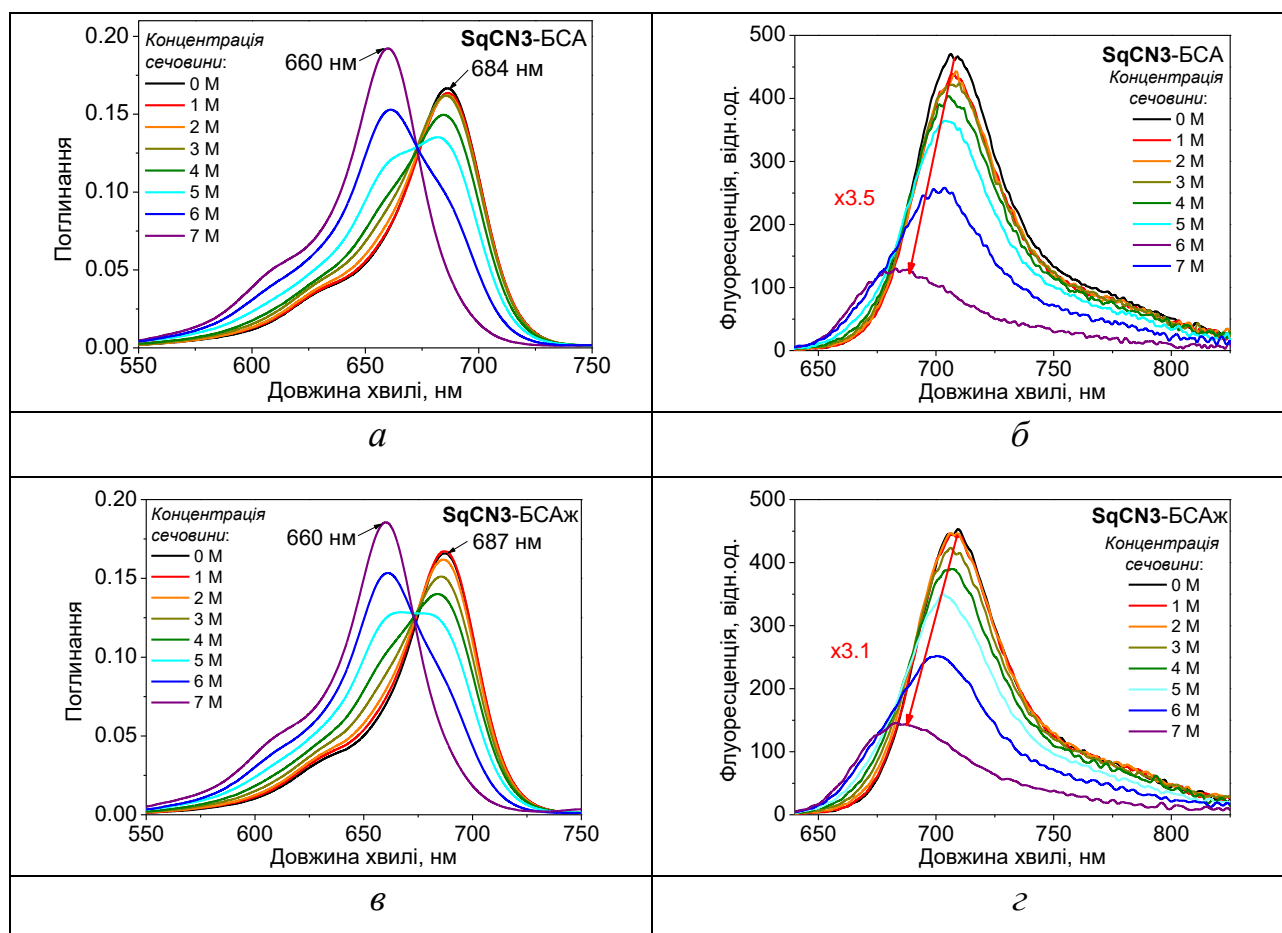 SqCN3-БСА
Концентрація
сечовини:
0 M
1 M
2 M
3 M
4 M
5 M
6 M
7 M
660 нм
684 нм
Поглинання
0.20
0.15
0.10
0.05
0.00
550
600
650
700
750
Довжина хвилі, нм
SqCN3-БСА
Концентрація
сечовини:
0 M
1 M
2 M
3 M
4 M
5 M
6 M
7 M
x3.5
Флуоресценція, відн.од.
500
400
300
200
100
0
650
700
750
800
Довжина хвилі, нм
а
б
SqCN3-БСАж
Концентрація
сечовини:
0 M
1 M
2 M
3 M
4 M
5 M
6 M
7 M
660 нм
687 нм
Поглинання
0.20
0.15
0.10
0.05
0.00
550
600
650
700
750
Довжина хвилі, нм
SqCN3-БСАж
Концентрація
сечовини:
0 M
1 M
2 M
3 M
4 M
5 M
6 M
7 M
x3.1
Флуоресценція, відн.од.
500
400
300
200
100
0
650
700
750
800
Довжина хвилі, нм
в
г